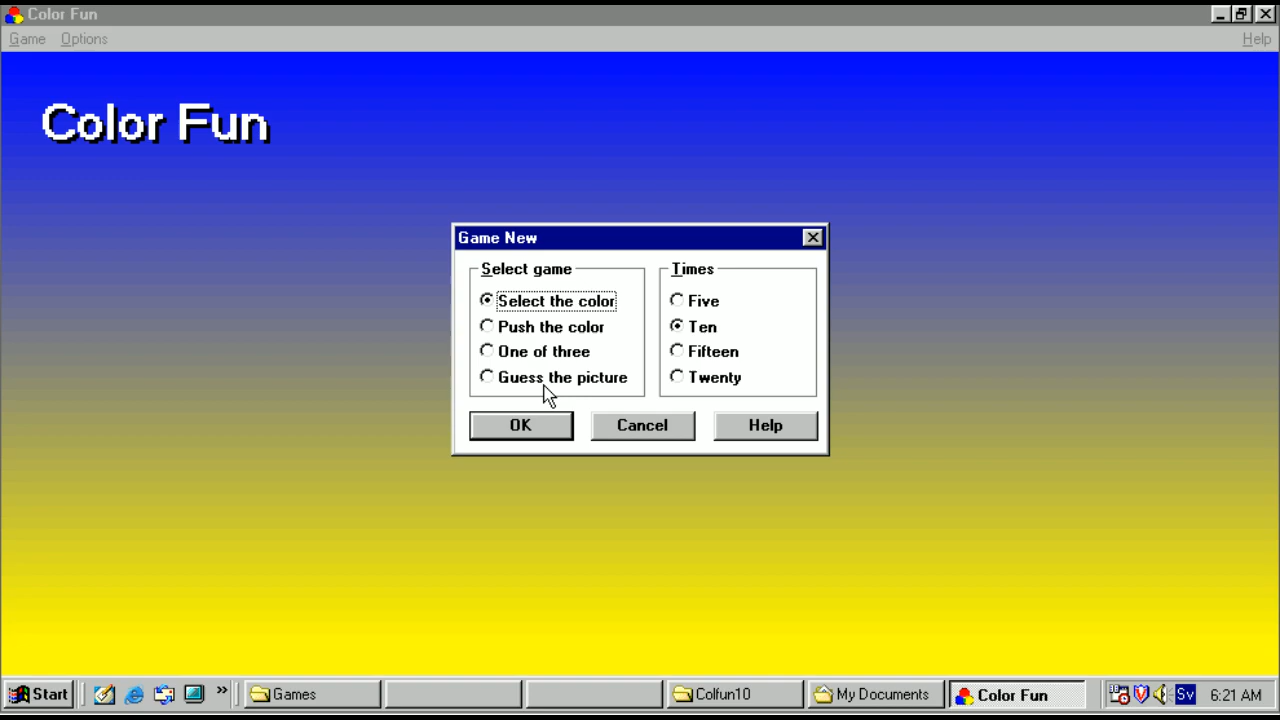 Color Fun
Game Options Help
Color Fun
Game New
Select game
Select the color
Push the color
One of three
Guess the picture
Times
Five
Ten
Fifteen
Twenty
OK Cancel Help
Start » Games Colfun10 My Documents Color Fun Sv 6:21 AM